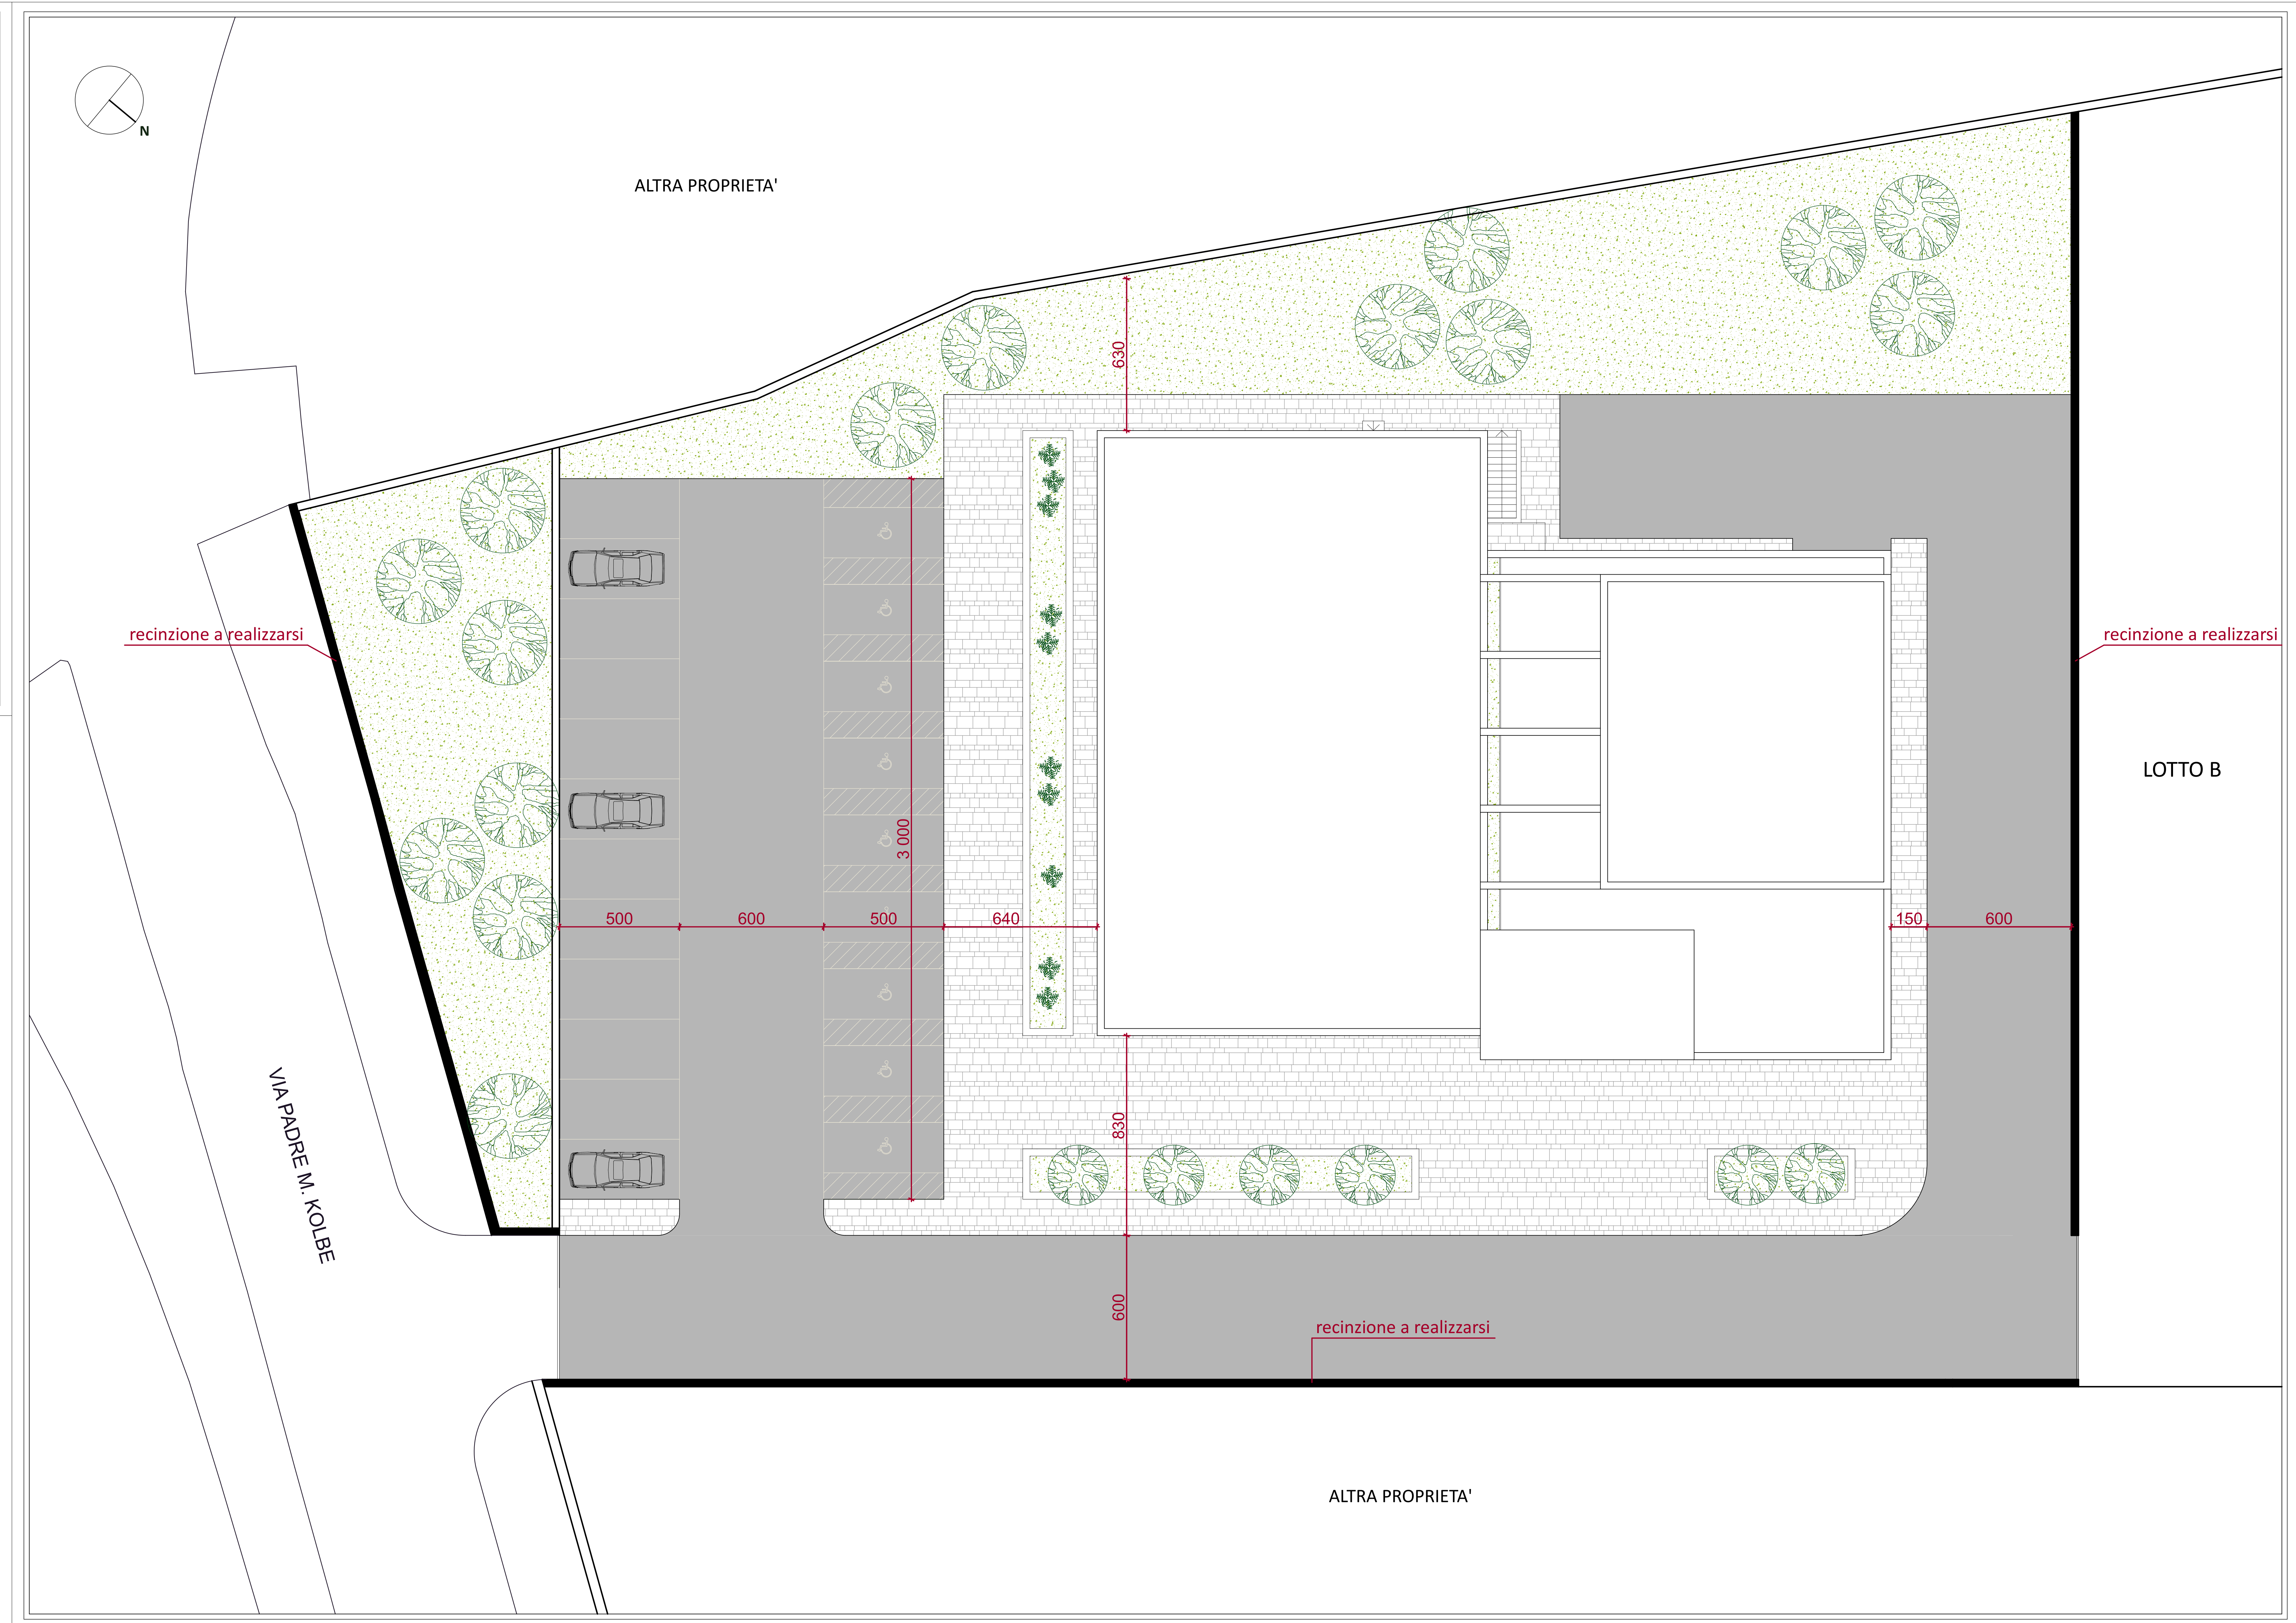 N
ALTRA PROPRIETA'
630
recinzione a realizzarsi
recinzione a realizzarsi
LOTTO B
3 000
500
600
500
640
150
600
VIA PADRE M. KOLBE
830
600
recinzione a realizzarsi
ALTRA PROPRIETA'